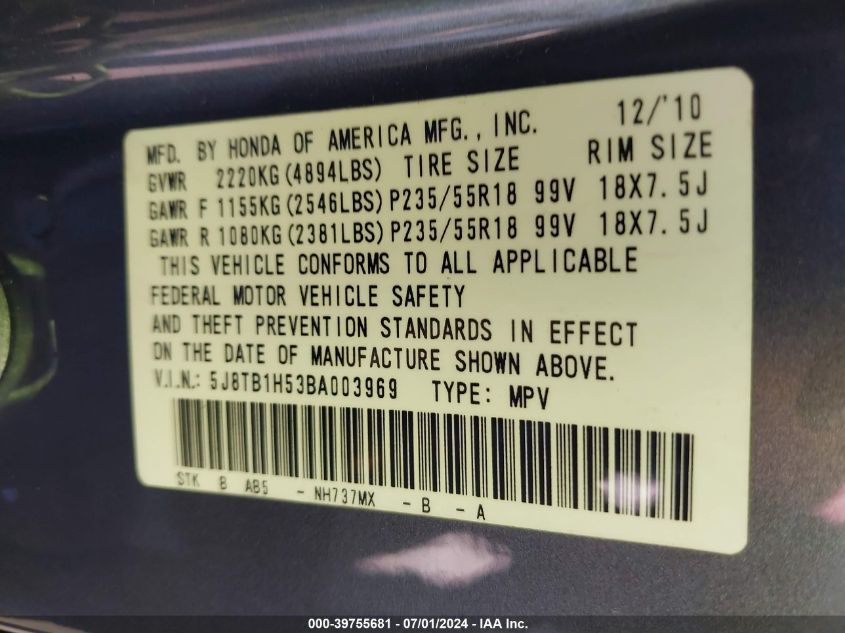 MFD. BY HONDA OF AMERICA MFG., INC. 12/'10
GVWR 2220KG (4894LBS) TIRE SIZE RIM SIZE
GAWR F 1155KG (2546LBS) P235/55R18 99V 18X7.5J
GAWR R 1080KG (2381LBS) P235/55R18 99V 18X7.5J
THIS VEHICLE CONFORMS TO ALL APPLICABLE
FEDERAL MOTOR VEHICLE SAFETY
AND THEFT PREVENTION STANDARDS IN EFFECT
ON THE DATE OF MANUFACTURE SHOWN ABOVE.
V.I.N.: 5J8TB1H53BA003969 TYPE: MPV
STK B AB5 - NH737MX - B - A
000-39755681 / 07/01/2024 - IAA Inc.